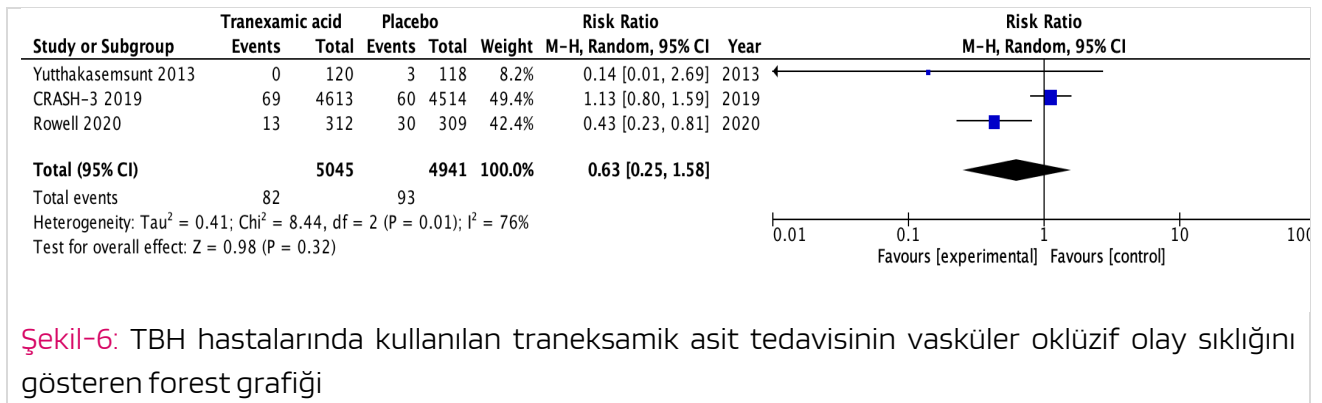 Tranexamic acid Placebo Risk Ratio Risk Ratio
Study or Subgroup Events Total Events Total Weight M-H, Random, 95% CI Year M-H, Random, 95% CI
Yutthakasemsunt 2013 0 120 3 118 8.2% 0.14 [0.01, 2.69] 2013
CRASH-3 2019 69 4613 60 4514 49.4% 1.13 [0.80, 1.59] 2019
Rowell 2020 13 312 30 309 42.4% 0.43 [0.23, 0.81] 2020
Total (95% CI) 5045 4941 100.0% 0.63 [0.25, 1.58]
Total events 82 93
Heterogeneity: Tau² = 0.41; Chi² = 8.44, df = 2 (P = 0.01); I² = 76%
Test for overall effect: Z = 0.98 (P = 0.32)
0.01 0.1 1 10 100
Favours [experimental] Favours [control]
Şekil-6: TBH hastalarında kullanılan traneksamik asit tedavisinin vasküler oklüzif olay sıklığını
gösteren forest grafiği